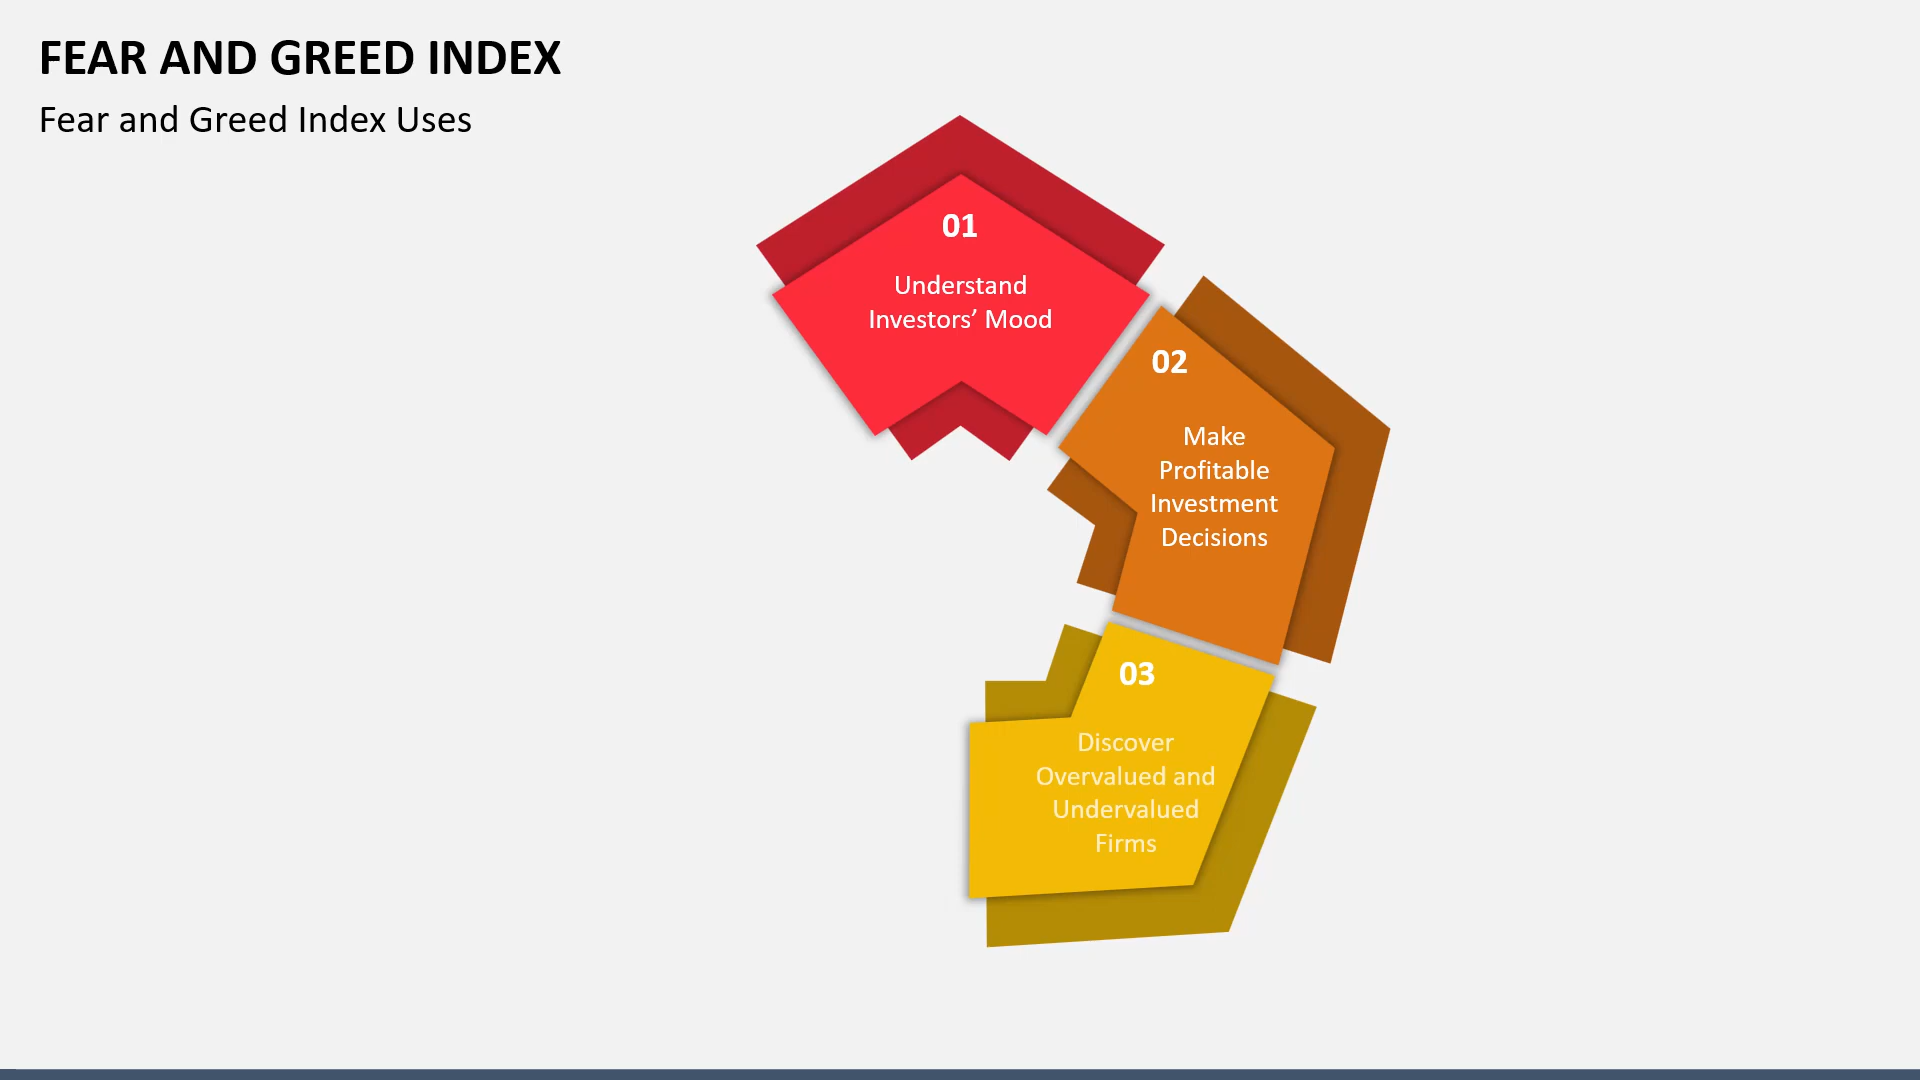 FEAR AND GREED INDEX
Fear and Greed Index Uses
01
Understand
Investors’ Mood
02
Make
Profitable
Investment
Decisions
03
Discover
Overvalued and
Undervalued
Firms